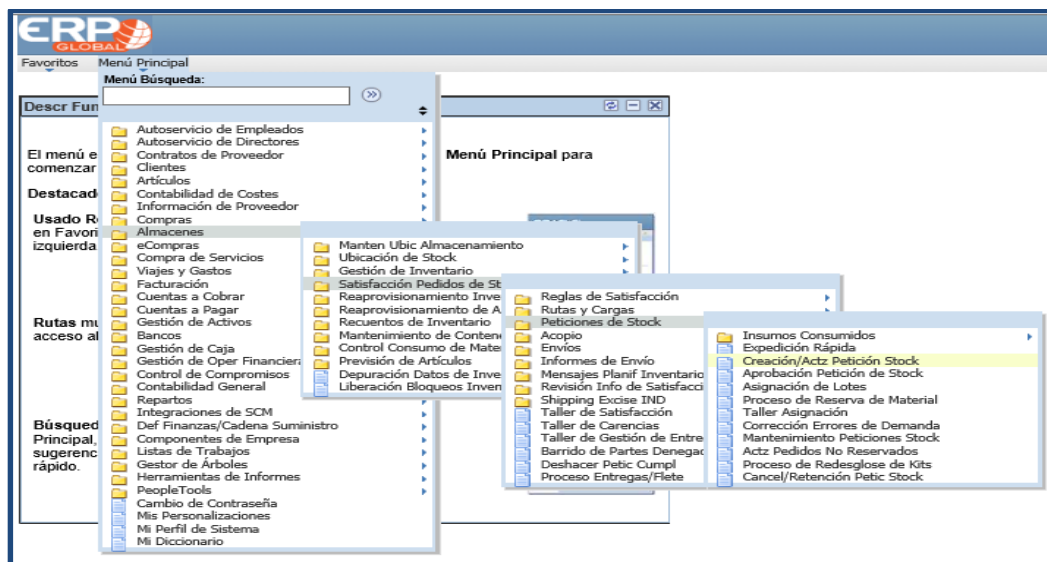 ERP
GLOBAL
Favoritos Menú Principal
Menú Búsqueda:
Descr Fun
El menú e
Menú Principal para
comenzar
Destacad
Usado R
en Favori
izquierda
Rutas mu
acceso al
Búsqued
Principal,
sugerenc
rápido.
Autoservicio de Empleados
Autoservicio de Directores
Contratos de Proveedor
Clientes
Artículos
Contabilidad de Costes
Información de Proveedor
Compras
Almacenes
eCompras
Compra de Servicios
Viajes y Gastos
Facturación
Cuentas a Cobrar
Cuentas a Pagar
Gestión de Activos
Bancos
Gestión de Caja
Gestión de Oper Financiera
Control de Compromisos
Contabilidad General
Repartos
Integraciones de SCM
Def Finanzas/Cadena Suministro
Componentes de Empresa
Listas de Trabajos
Gestor de Árboles
Herramientas de Informes
PeopleTools
Cambio de Contraseña
Mis Personalizaciones
Mi Perfil de Sistema
Mi Diccionario
Manten Ubic Almacenamiento
Ubicación de Stock
Gestión de Inventario
Satisfacción Pedidos de St
Reaprovisionamiento Inve
Reaprovisionamiento de A
Recuentos de Inventario
Mantenimiento de Conten
Control Consumo de Mate
Previsión de Artículos
Depuración Datos de Inve
Liberación Bloqueos Inven
Reglas de Satisfacción
Rutas y Cargas
Peticiones de Stock
Acopio
Envíos
Informes de Envío
Mensajes Planif Inventario
Revisión Info de Satisfacci
Shipping Excise IND
Taller de Satisfacción
Taller de Carencias
Taller de Gestión de Entre
Barrido de Partes Denegad
Deshacer Petic Cumpl
Proceso Entregas/Flete
Insumos Consumidos
Expedición Rápida
Creación/Actz Petición Stock
Aprobación Petición de Stock
Asignación de Lotes
Proceso de Reserva de Material
Taller Asignación
Corrección Errores de Demanda
Mantenimiento Peticiones Stock
Actz Pedidos No Reservados
Proceso de Redesglose de Kits
Cancel/Retención Petic Stock